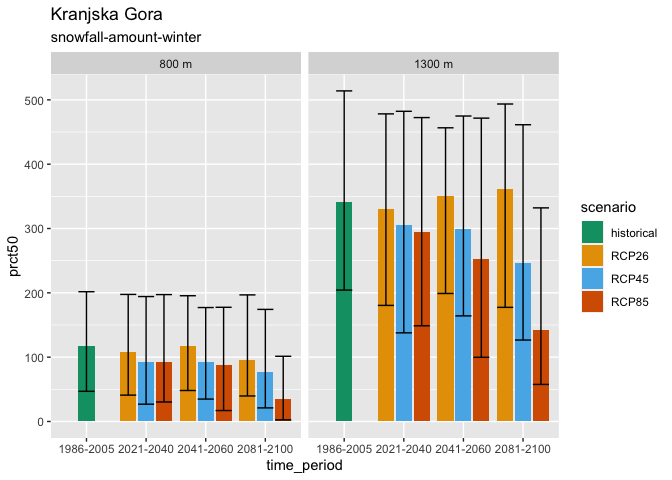 Kranjska Gora
snowfall-amount-winter
800 m
1300 m
500
400
300
200
100
0
prct50
1986-2005 2021-2040 2041-2060 2081-2100
1986-2005 2021-2040 2041-2060 2081-2100
time_period
scenario
historical
RCP26
RCP45
RCP85